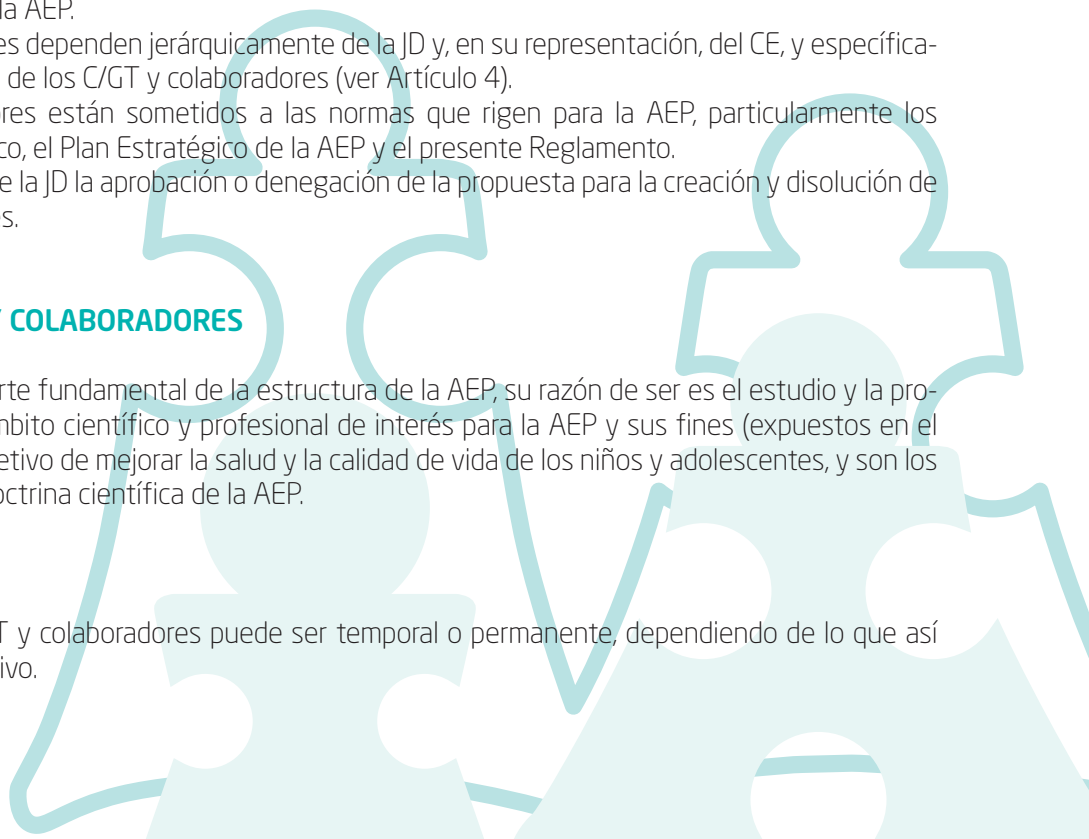 la AEP.
es dependen jerárquicamente de la JD y, en su representación, del CE, y específica-
de los C/GT y colaboradores (ver Artículo 4).
res están sometidos a las normas que rigen para la AEP, particularmente los
co, el Plan Estratégico de la AEP y el presente Reglamento.
e la JD la aprobación o denegación de la propuesta para la creación y disolución de
s.
Y COLABORADORES
rte fundamental de la estructura de la AEP, su razón de ser es el estudio y la pro-
mbito científico y profesional de interés para la AEP y sus fines (expuestos en el
etivo de mejorar la salud y la calidad de vida de los niños y adolescentes, y son los
octrina científica de la AEP.
T y colaboradores puede ser temporal o permanente, dependiendo de lo que así
ivo.